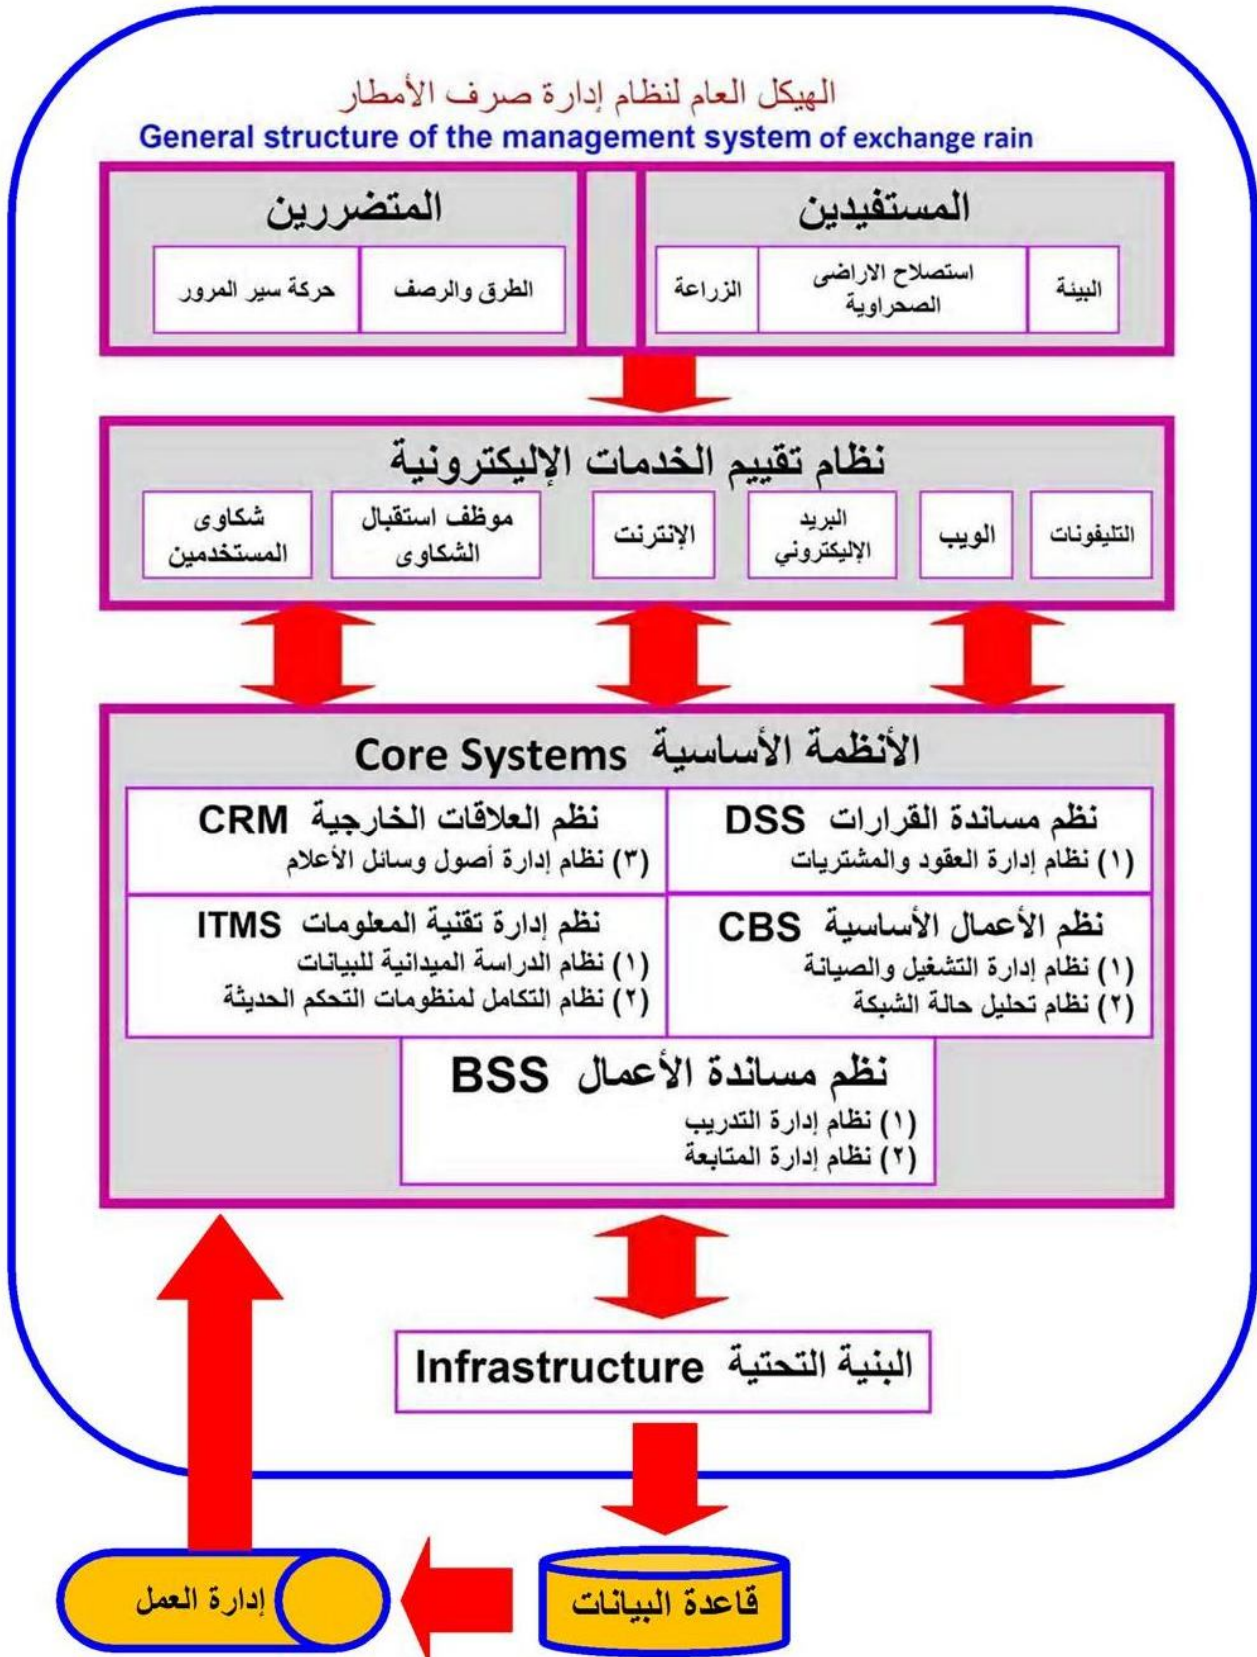 الهيكل العام لنظام إدارة صرف الأمطار
General structure of the management system of exchange rain
المستفيدين
البيئة
استصلاح الاراضى
الصحراوية
الزراعة
المتضررين
الطرق والرصف
حركة سير المرور
نظام تقييم الخدمات الإليكترونية
التليفونات
الويب
البريد
الإليكتروني
الإنترنت
موظف استقبال
الشكاوى
شكاوى
المستخدمين
الأنظمة الأساسية Core Systems
نظم مساندة القرارات DSS
(١) نظام إدارة العقود والمشتريات
نظم العلاقات الخارجية CRM
(٣) نظام إدارة أصول وسائل الأعلام
نظم الأعمال الأساسية CBS
(١) نظام إدارة التشغيل والصيانة
(٢) نظام تحليل حالة الشبكة
نظم إدارة تقنية المعلومات ITMS
(١) نظام الدراسة الميدانية للبيانات
(٢) نظام التكامل لمنظومات التحكم الحديثة
نظم مساندة الأعمال BSS
(١) نظام إدارة التدريب
(٢) نظام إدارة المتابعة
البنية التحتية Infrastructure
قاعدة البيانات
إدارة العمل